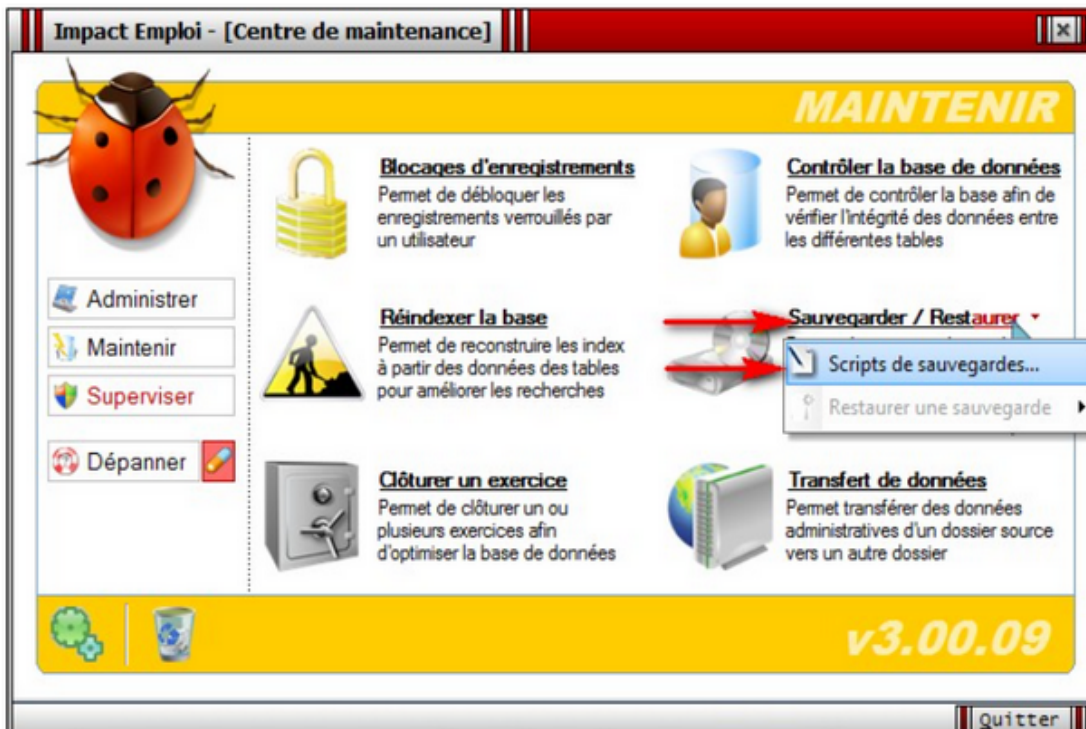 Impact Emploi - [Centre de maintenance]
MAINTENIR
Blocages d'enregistrements
Permet de débloquer les
enregistrements verrouillés par
un utilisateur
Contrôler la base de données
Permet de contrôler la base afin de
vérifier l'intégrité des données entre
les différentes tables
Administrer
Maintenir
Superviser
Dépanner
Réindexer la base
Permet de reconstruire les index
à partir des données des tables
pour améliorer les recherches
Sauvegarder / Restaurer
Scripts de sauvegardes...
Restaurer une sauvegarde
Clôturer un exercice
Permet de clôturer un ou
plusieurs exercices afin
d'optimiser la base de données
Transfert de données
Permet transférer des données
administratives d'un dossier source
vers un autre dossier
v3.00.09
Quitter